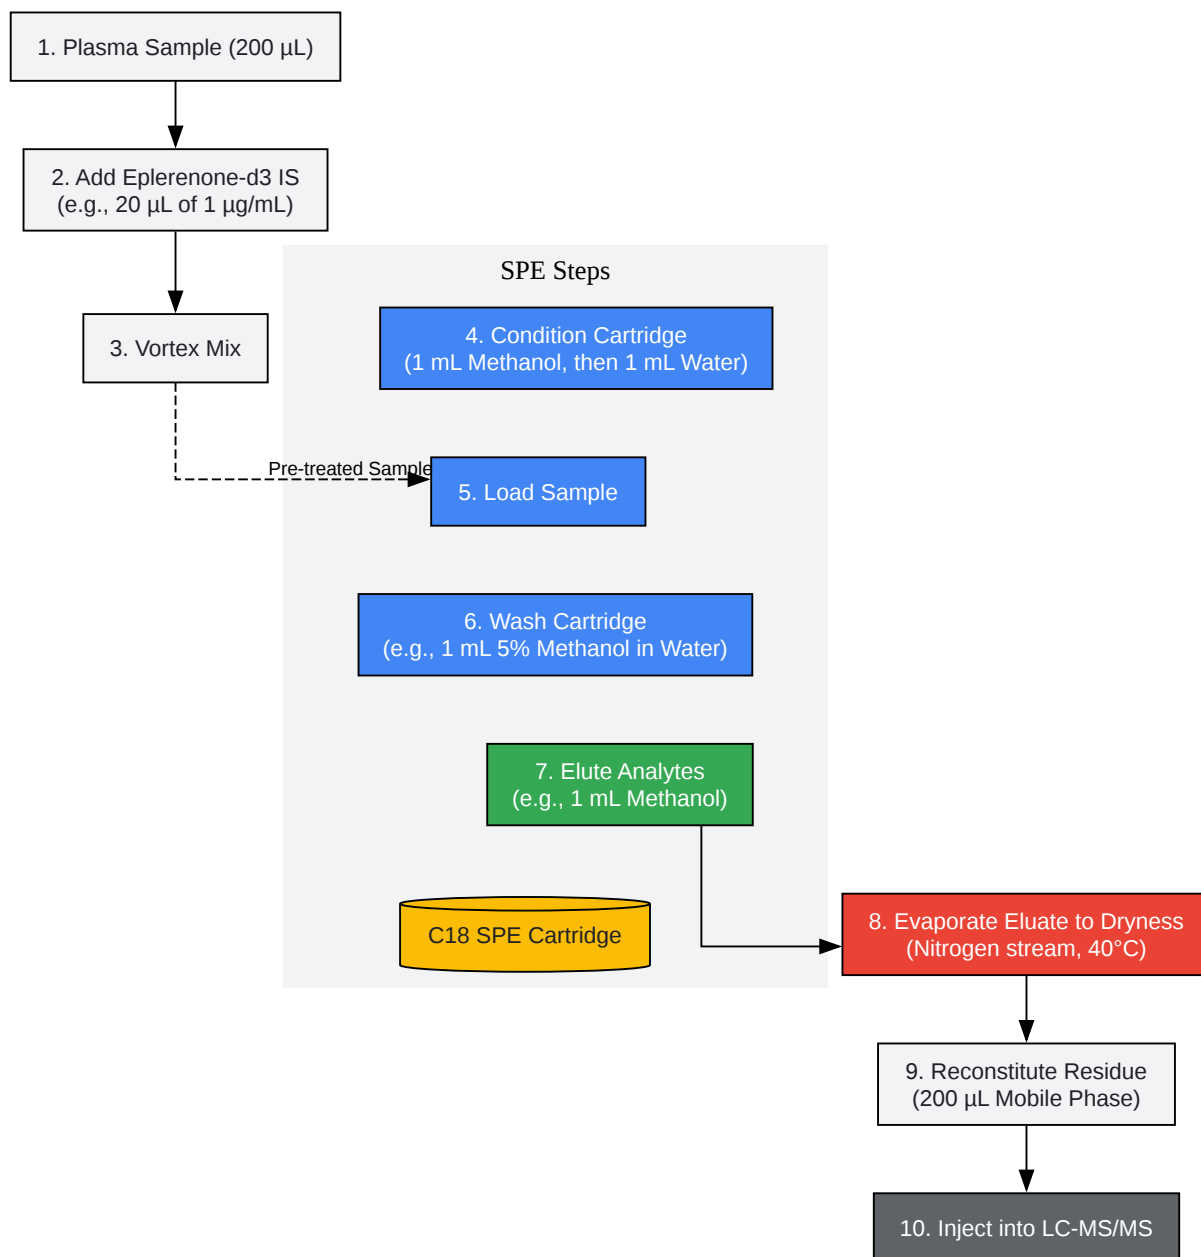 1. Plasma Sample (200 µL)
2. Add Eplerenone-d3 IS
(e.g., 20 µL of 1 µg/mL)
3. Vortex Mix
SPE Steps
4. Condition Cartridge
(1 mL Methanol, then 1 mL Water)
Pre-treated Sample
5. Load Sample
6. Wash Cartridge
(e.g., 1 mL 5% Methanol in Water)
7. Elute Analytes
(e.g., 1 mL Methanol)
C18 SPE Cartridge
8. Evaporate Eluate to Dryness
(Nitrogen stream, 40°C)
9. Reconstitute Residue
(200 µL Mobile Phase)
10. Inject into LC-MS/MS